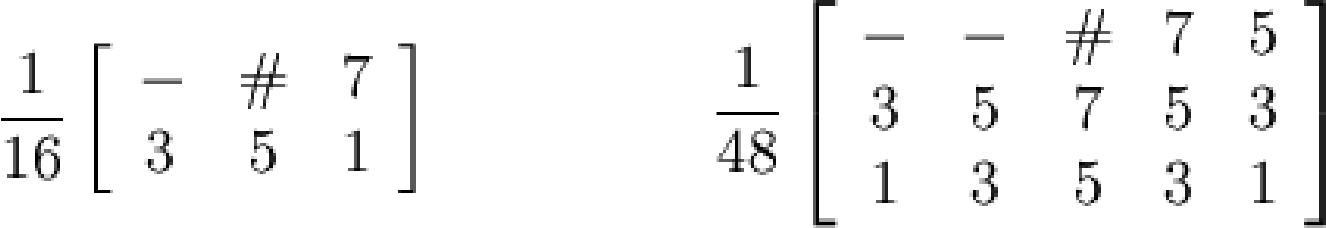 1/16 [ − # 7
3 5 1 ]
1/48 [ − − # 7 5
3 5 7 5 3
1 3 5 3 1 ]